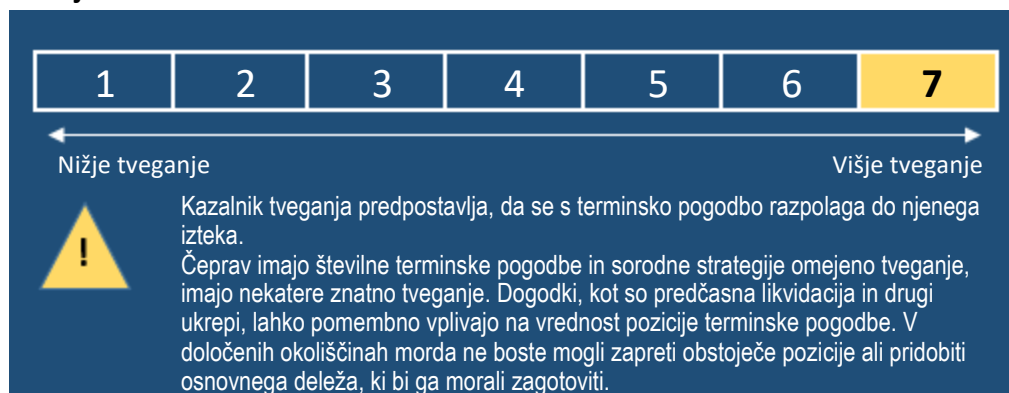 1 2 3 4 5 6 7
Nižje tveganje Višje tveganje
!
Kazalnik tveganja predpostavlja, da se s terminsko pogodbo razpolaga do njenega
izteka.
Čeprav imajo številne terminske pogodbe in sorodne strategije omejeno tveganje,
imajo nekatere znatno tveganje. Dogodki, kot so predčasna likvidacija in drugi
ukrepi, lahko pomembno vplivajo na vrednost pozicije terminske pogodbe. V
določenih okoliščinah morda ne boste mogli zapreti obstoječe pozicije ali pridobiti
osnovnega deleža, ki bi ga morali zagotoviti.